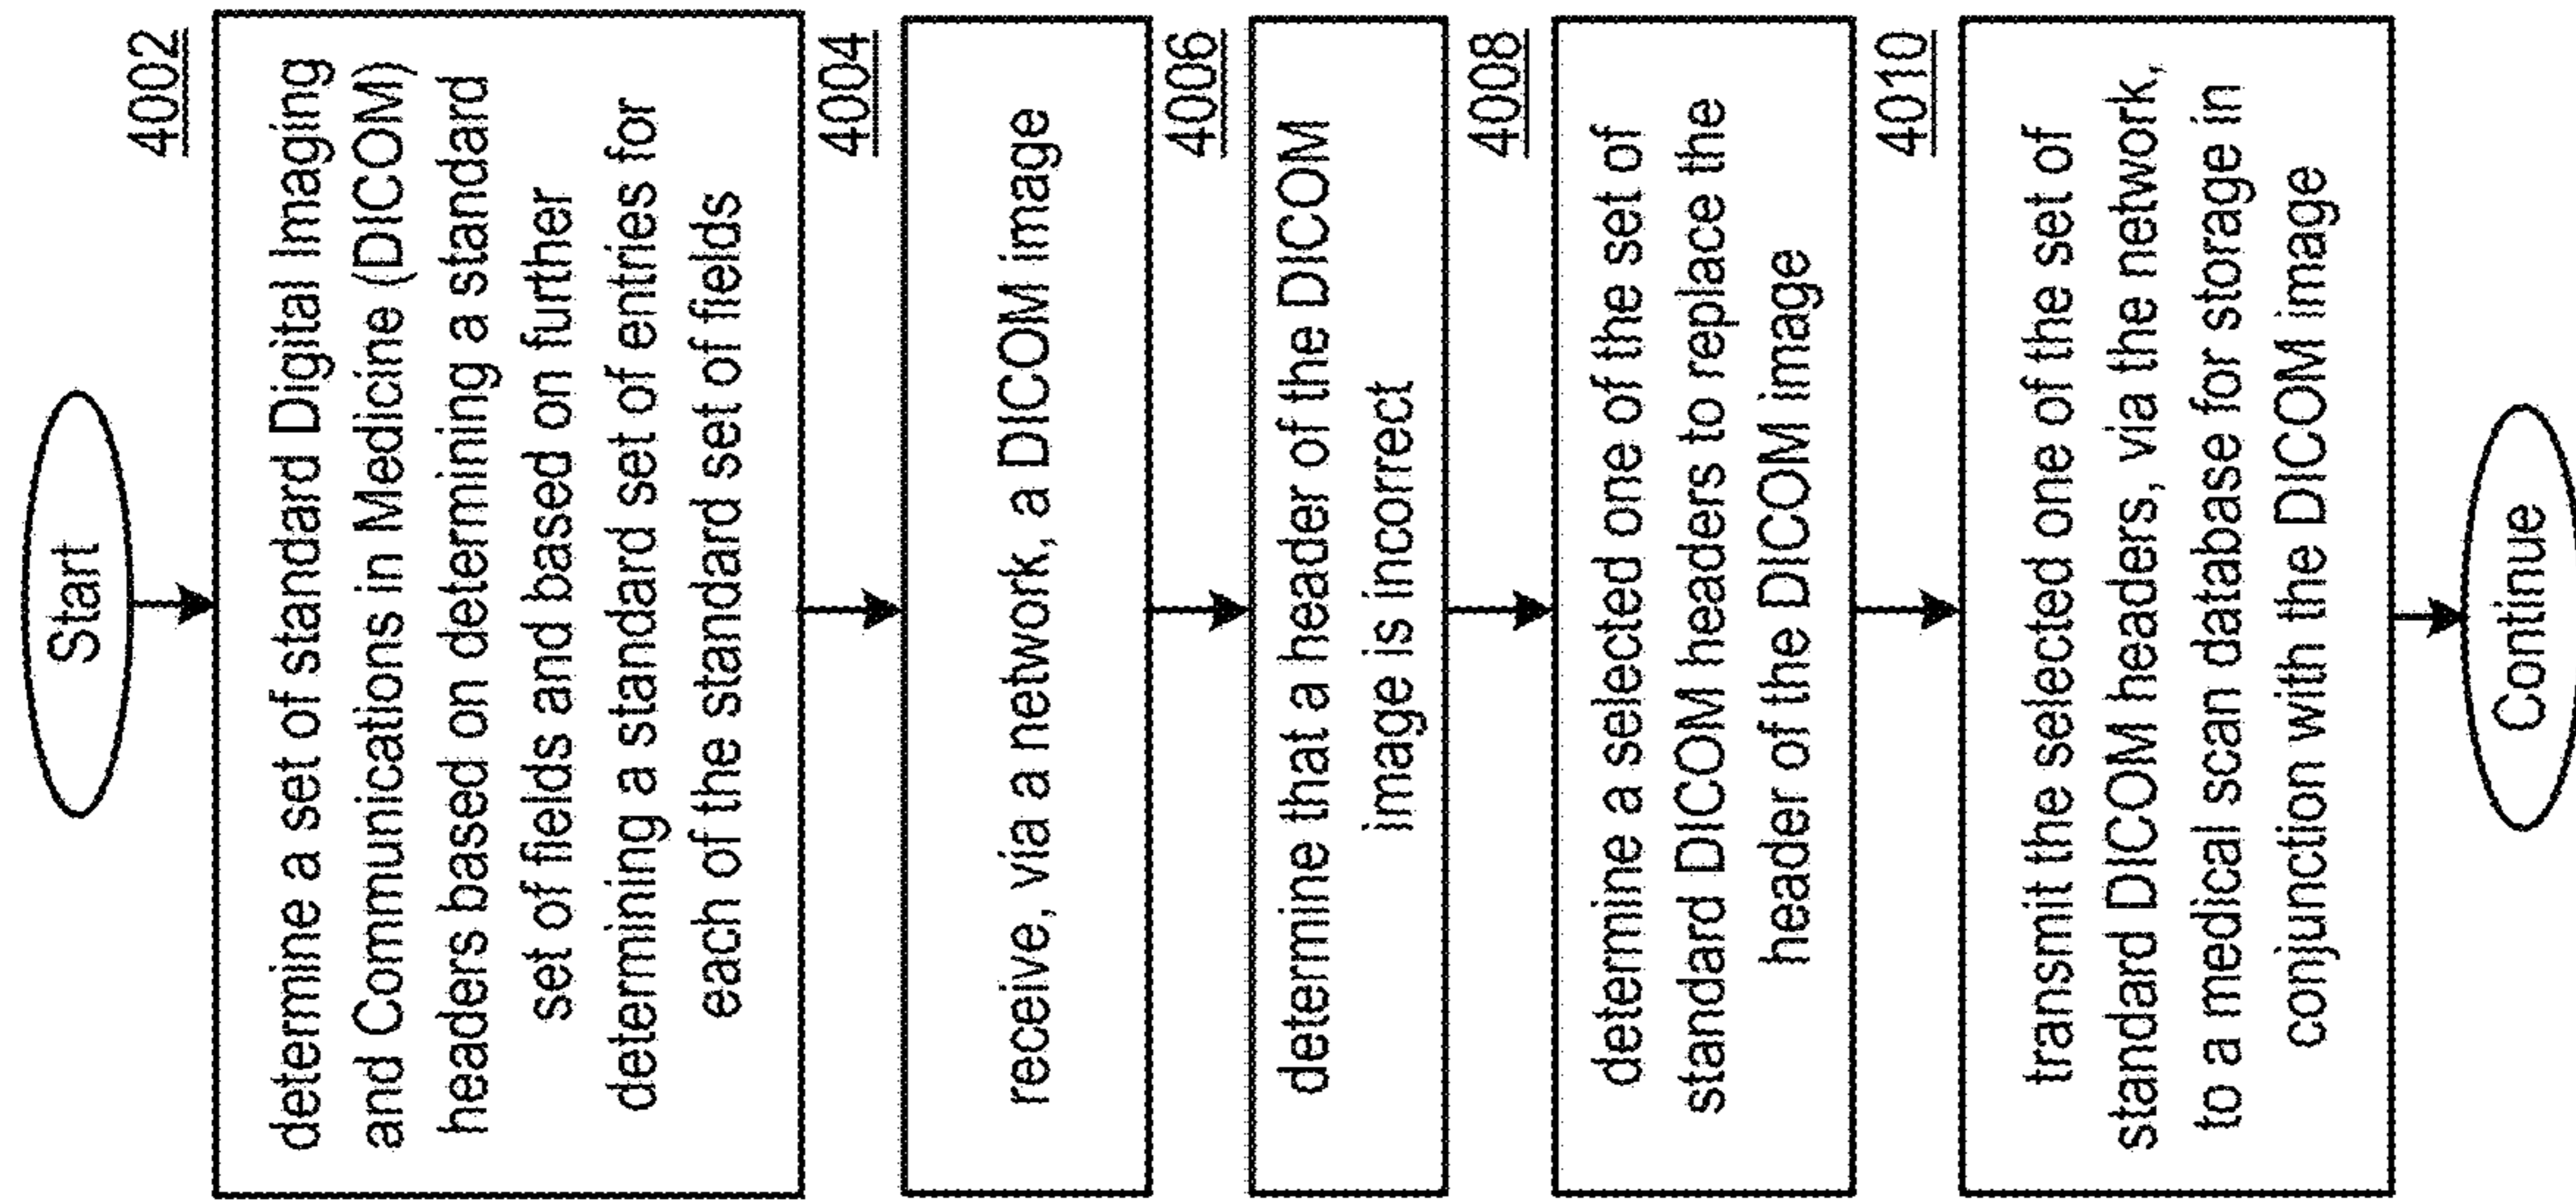 Start
4002
determine a set of standard Digital Imaging
and Communications in Medicine (DICOM)
headers based on determining a standard
set of fields and based on further
determining a standard set of entries for
each of the standard set of fields
4004
receive, via a network, a DICOM image
4006
determine that a header of the DICOM
image is incorrect
4008
determine a selected one of the set of
standard DICOM headers to replace the
header of the DICOM image
4010
transmit the selected one of the set of
standard DICOM headers, via the network,
to a medical scan database for storage in
conjunction with the DICOM image
Continue